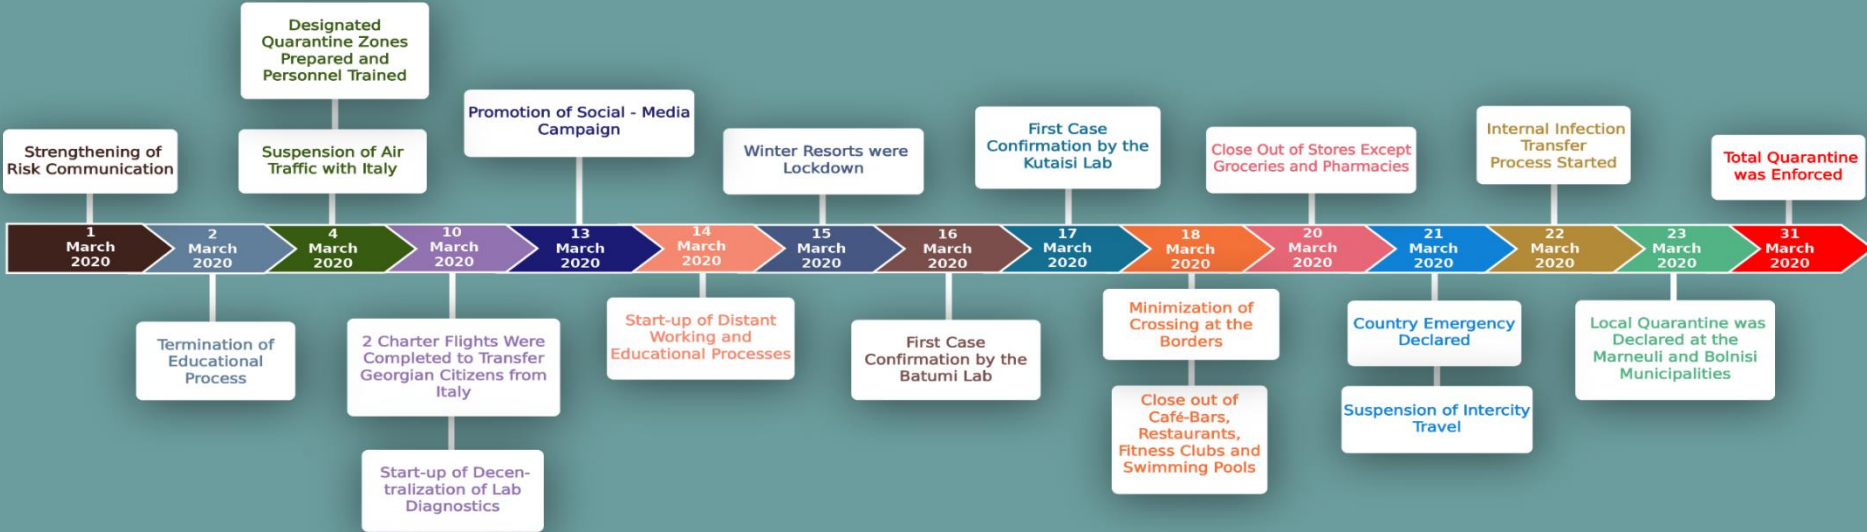 Designated
Quarantine Zones
Prepared and
Personnel Trained
Strengthening of
Risk Communication
Suspension of Air
Traffic with Italy
Promotion of Social - Media
Campaign
Winter Resorts were
Lockdown
First Case
Confirmation by the
Kutaisi Lab
Close Out of Stores Except
Groceries and Pharmacies
Internal Infection
Transfer
Process Started
Total Quarantine
was Enforced
1
March
2020
2
March
2020
4
March
2020
10
March
2020
13
March
2020
14
March
2020
15
March
2020
16
March
2020
17
March
2020
18
March
2020
20
March
2020
21
March
2020
22
March
2020
23
March
2020
31
March
2020
Termination of
Educational
Process
2 Charter Flights Were
Completed to Transfer
Georgian Citizens from
Italy
Start-up of Decen-
tralization of Lab
Diagnostics
Start-up of Distant
Working and
Educational Processes
First Case
Confirmation by the
Batumi Lab
Minimization of
Crossing at the
Borders
Close out of
Café-Bars,
Restaurants,
Fitness Clubs and
Swimming Pools
Country Emergency
Declared
Suspension of Intercity
Travel
Local Quarantine was
Declared at the
Marneuli and Bolnisi
Municipalities